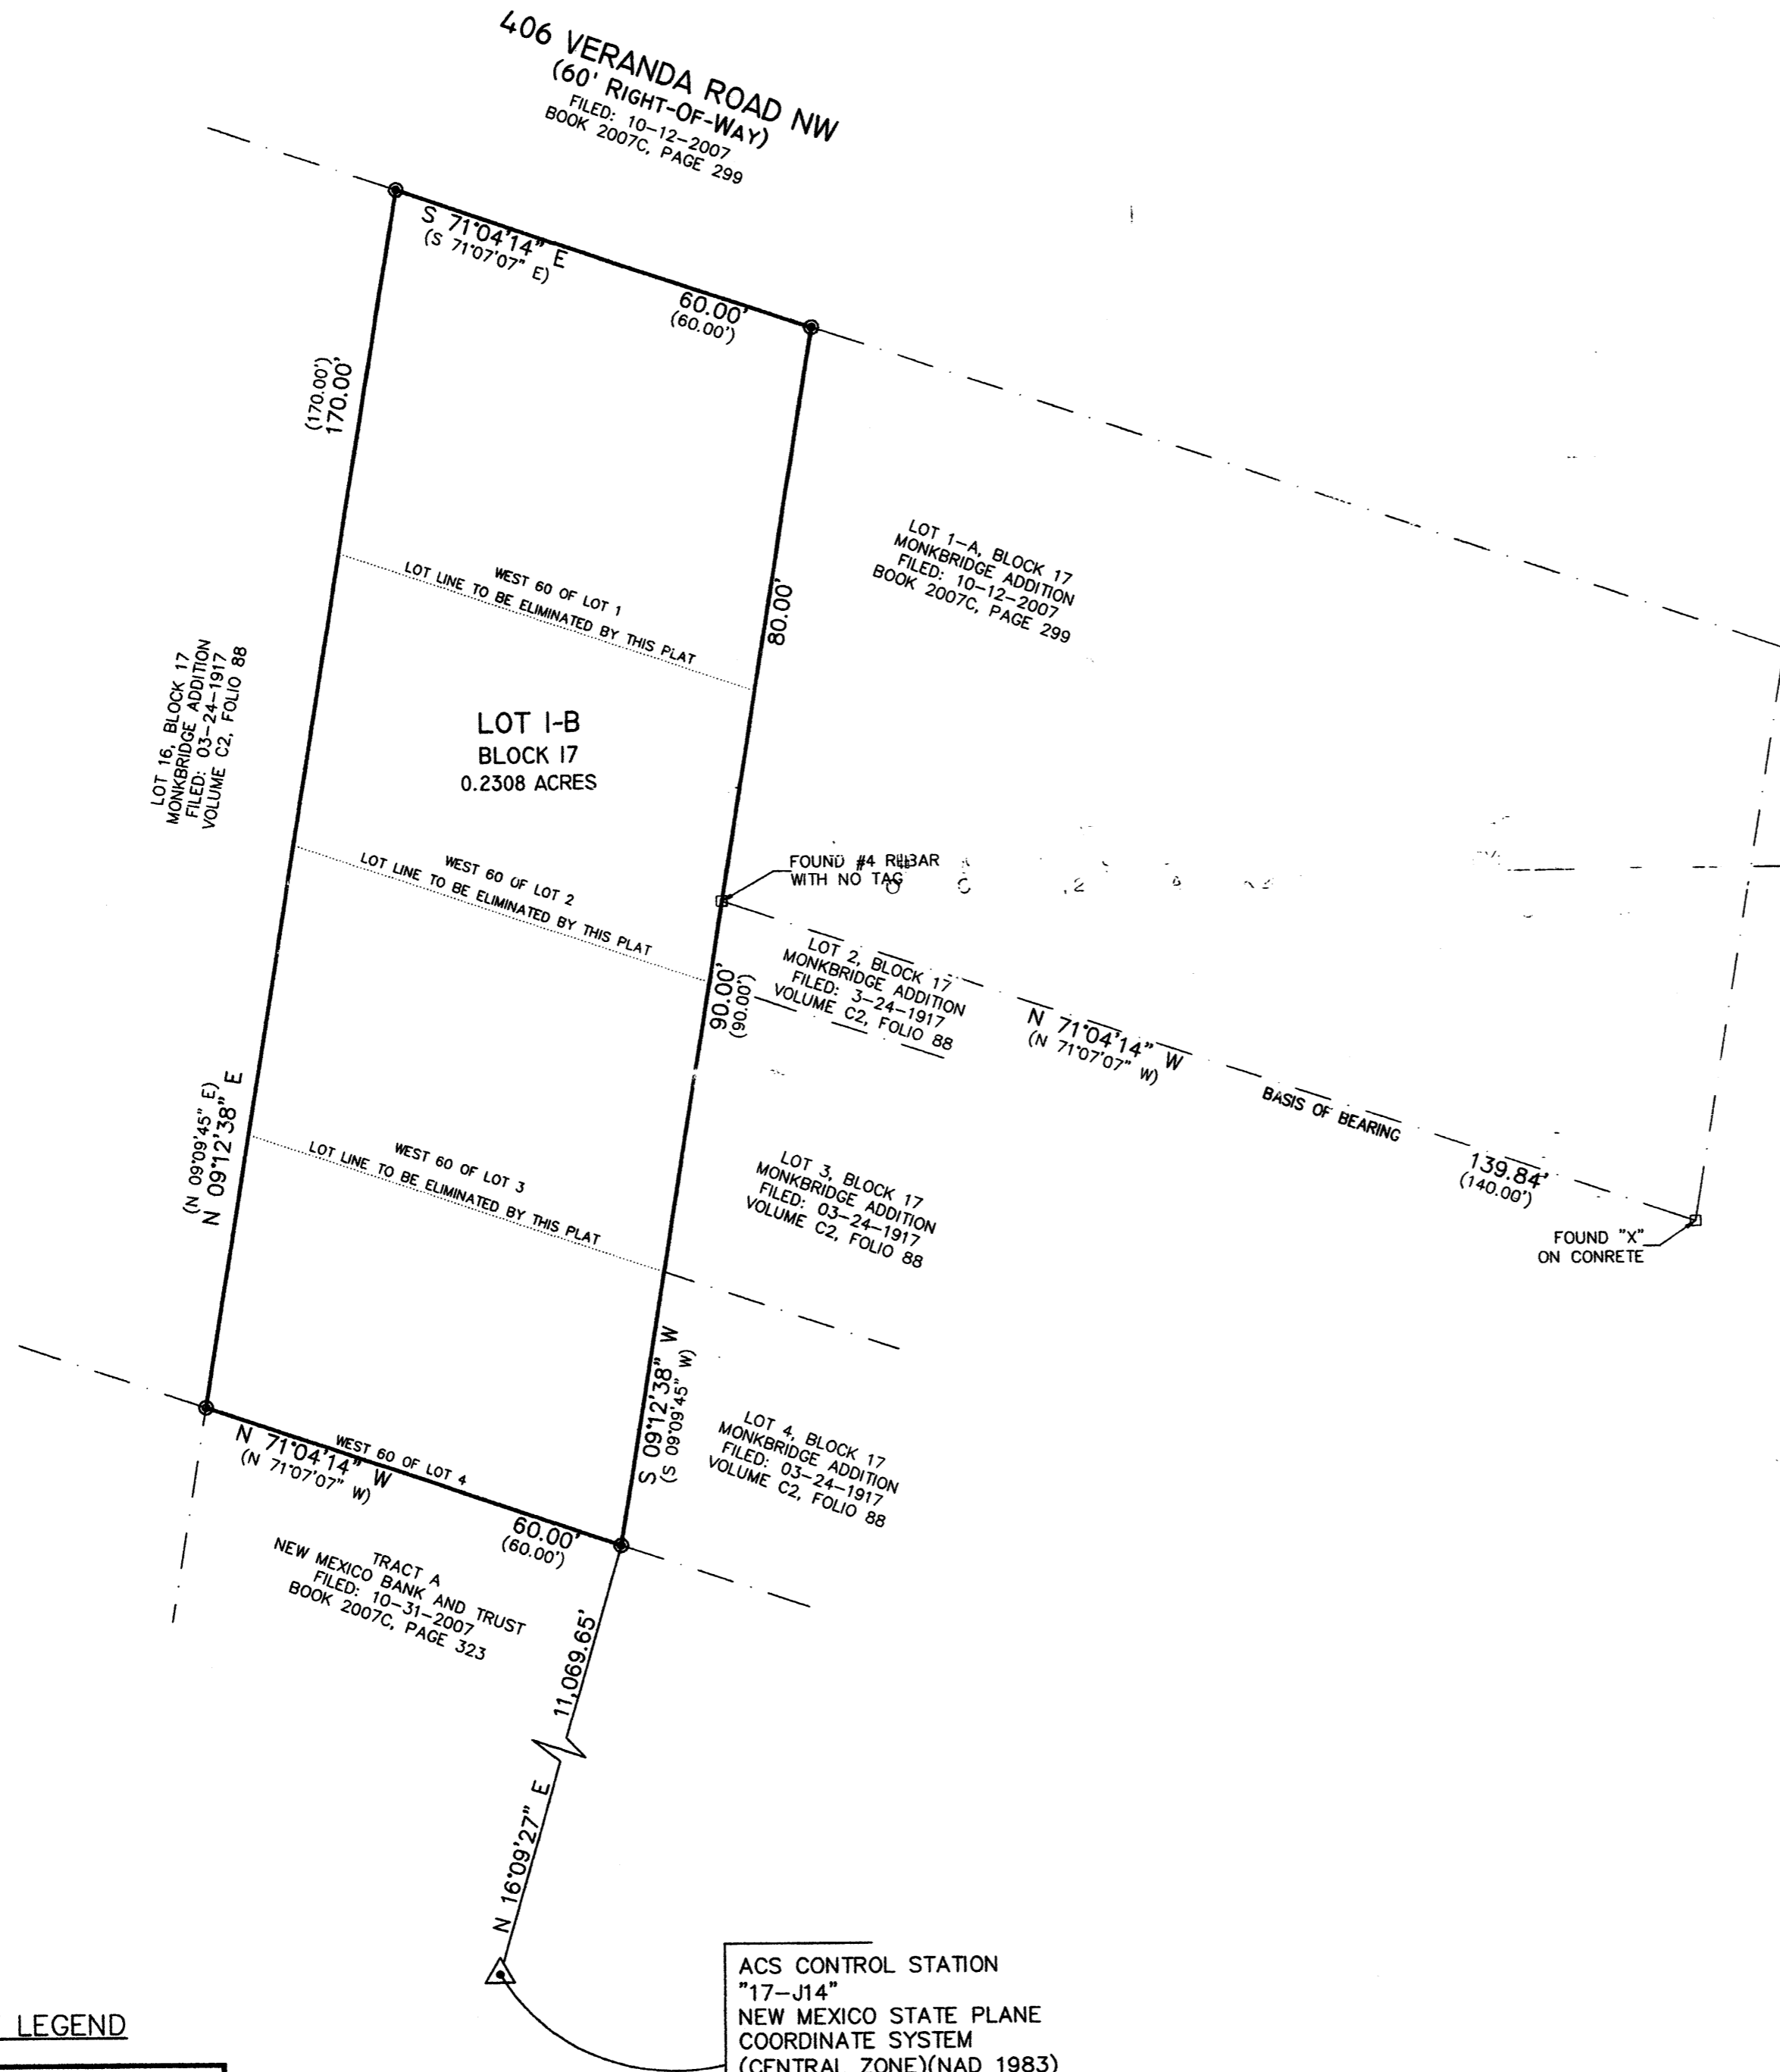 406 VERANDA ROAD NW
(60' RIGHT-OF-WAY)
FILED: 10-12-2007
BOOK 2007C, PAGE 299
S 71°04'14" E
(S 71°07'07" E)
60.00'
(60.00')
(170.00')
170.00'
80.00'
LOT 1-A, BLOCK 17
MONKBRIDGE ADDITION
FILED: 10-12-2007
BOOK 2007C, PAGE 299
WEST 60 OF LOT 1
LOT LINE TO BE ELIMINATED BY THIS PLAT
LOT 16, BLOCK 17
MONKBRIDGE ADDITION
FILED: 03-24-1917
VOLUME C2, FOLIO 88
LOT 1-B
BLOCK 17
0.2308 ACRES
WEST 60 OF LOT 2
LOT LINE TO BE ELIMINATED BY THIS PLAT
FOUND #4 REBAR
WITH NO TAG
90.00'
(90.00')
LOT 2, BLOCK 17
MONKBRIDGE ADDITION
FILED: 3-24-1917
VOLUME C2, FOLIO 88
N 71°04'14" W
(N 71°07'07" W)
BASIS OF BEARING
139.84'
(140.00')
FOUND "X"
ON CONRETE
(N 09°09'45" E)
N 09°12'38" E
WEST 60 OF LOT 3
LOT LINE TO BE ELIMINATED BY THIS PLAT
LOT 3, BLOCK 17
MONKBRIDGE ADDITION
FILED: 03-24-1917
VOLUME C2, FOLIO 88
S 09°12'38" W
(S 09°09'45" W)
LOT 4, BLOCK 17
MONKBRIDGE ADDITION
FILED: 03-24-1917
VOLUME C2, FOLIO 88
WEST 60 OF LOT 4
N 71°04'14" W
(N 71°07'07" W)
60.00'
(60.00')
TRACT A
NEW MEXICO BANK AND TRUST
FILED: 10-31-2007
BOOK 2007C, PAGE 323
11,069.65'
N 16°09'27" E
ACS CONTROL STATION
"17-J14"
NEW MEXICO STATE PLANE
COORDINATE SYSTEM
(CENTRAL ZONE)(NAD 1983)
LEGEND